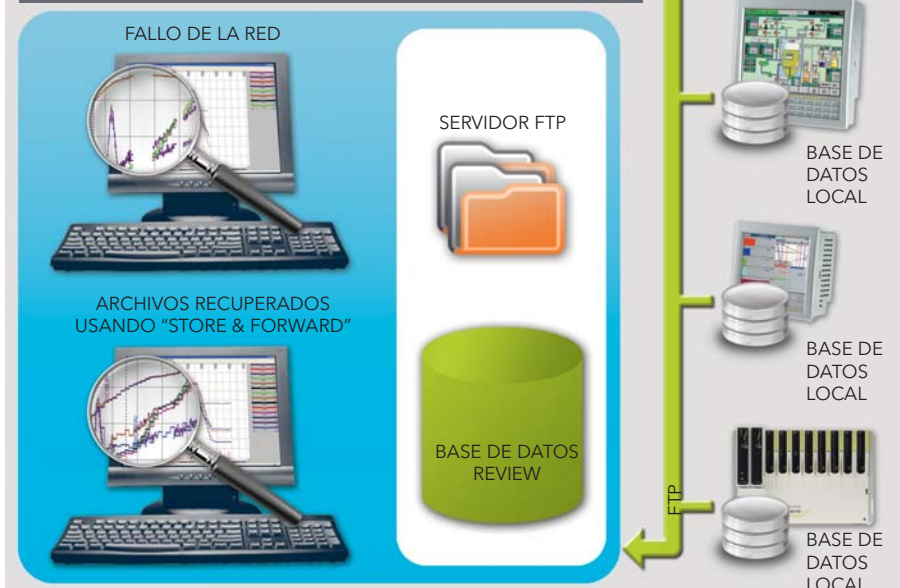 FALLO DE LA RED
SERVIDOR FTP
ARCHIVOS RECUPERADOS
USANDO “STORE & FORWARD”
BASE DE DATOS
REVIEW
BASE DE
DATOS
LOCAL
BASE DE
DATOS
LOCAL
FTP
BASE DE
DATOS
LOCAL